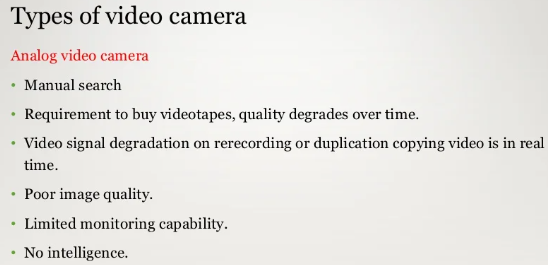 Types of video camera
Analog video camera
• Manual search
• Requirement to buy videotapes, quality degrades over time.
• Video signal degradation on rerecording or duplication copying video is in real
time.
• Poor image quality.
• Limited monitoring capability.
• No intelligence.